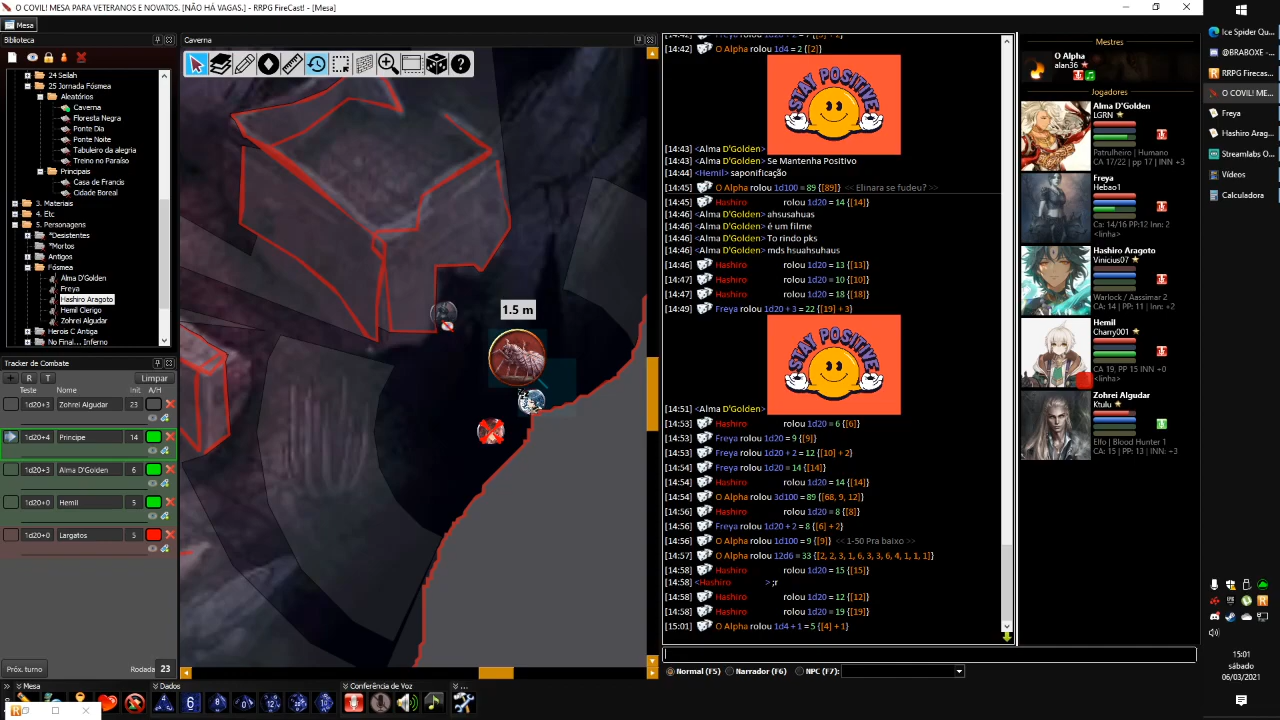 O COVIL! MESA PARA VETERANOS E NOVATOS. [NÃO HÁ VAGAS.] - RRPG FireCast! - [Mesa]
Mesa
Biblioteca
24 Seilah
25 Jornada Fósmea
Aleatórios
Caverna
Floresta Negra
Ponte Dia
Ponte Noite
Tabuleiro da alegria
Treino no Paraíso
Principais
Casa de Francis
Cidade Boreal
3. Materiais
4. Etc
5. Personagens
*Desistentes
*Mortos
Antigos
Fósmea
Alma D'Golden
Freya
Hashiro Aragoto
Hemil Clerigo
Zohrei Algudar
Herois C Antiga
No Final... Inferno
Tracker de Combate
R T Limpar
Teste Nome Init. A/H
1d20+3 Zohrei Algudar 23
1d20+4 Principe 14
1d20+3 Alma D'Golden 6
1d20+0 Hemil 5
1d20+0 Largatos 5
Próx. turno Rodada 23
Caverna
1.5 m
[14:42] O Alpha rolou 1d4 = 2 {[2]}
STAY POSITIVE
[14:43] <Alma D'Golden>
[14:43] <Alma D'Golden> Se Mantenha Positivo
[14:44] <Hemil> saponificação
[14:45] O Alpha rolou 1d100 = 89 {[89]} << Elinara se fudeu? >>
[14:45] Hashiro rolou 1d20 = 14 {[14]}
[14:46] <Alma D'Golden> ahsusahuas
[14:46] <Alma D'Golden> é um filme
[14:46] <Alma D'Golden> To rindo pks
[14:46] <Alma D'Golden> mds hsuahsuhaus
[14:46] Hashiro rolou 1d20 = 13 {[13]}
[14:47] Hashiro rolou 1d20 = 10 {[10]}
[14:47] Hashiro rolou 1d20 = 18 {[18]}
[14:49] Freya rolou 1d20 + 3 = 22 {[19] + 3}
STAY POSITIVE
[14:51] <Alma D'Golden>
[14:53] Hashiro rolou 1d20 = 6 {[6]}
[14:53] Freya rolou 1d20 = 9 {[9]}
[14:53] Freya rolou 1d20 + 2 = 12 {[10] + 2}
[14:54] Freya rolou 1d20 = 14 {[14]}
[14:54] Hashiro rolou 1d20 = 14 {[14]}
[14:54] O Alpha rolou 3d100 = 89 {[68, 9, 12]}
[14:56] Hashiro rolou 1d20 = 8 {[8]}
[14:56] Freya rolou 1d20 + 2 = 8 {[6] + 2}
[14:56] O Alpha rolou 1d100 = 9 {[9]} << 1-50 Pra baixo >>
[14:57] O Alpha rolou 12d6 = 33 {[2, 2, 3, 1, 6, 3, 3, 6, 4, 1, 1, 1]}
[14:58] Hashiro rolou 1d20 = 15 {[15]}
[14:58] <Hashiro > ;r
[14:58] Hashiro rolou 1d20 = 12 {[12]}
[14:58] Hashiro rolou 1d20 = 19 {[19]}
[15:01] O Alpha rolou 1d4 + 1 = 5 {[4] + 1}
Normal (F5) Narrador (F6) NPC (F7):
Mestres
O Alpha
alan36
Jogadores
Alma D'Golden
LGRN
Patrulheiro | Humano
CA 17/22 | pp 17 | INN +3
Freya
Hebao1
Ca: 14/16 PP:12 Inn: 2
<linha>
Hashiro Aragoto
Vinicius07
Warlock / Aassimar 2
CA: 14 | PP: 11 | Inn: +2
Hemil
Charry001
CA 19, PP 15 INN +0
<linha>
Zohrei Algudar
Ktulu
Elfo | Blood Hunter 1
CA: 15 | PP: 13 | INN: +3
Ice Spider Qu...
@BRABOXE -...
RRPG Firecas...
O COVIL! ME...
Freya
Hashiro Arag...
Streamlabs O...
Vídeos
Calculadora
Mesa
Dados
Conferência de Voz
...
15:01
sábado
06/03/2021